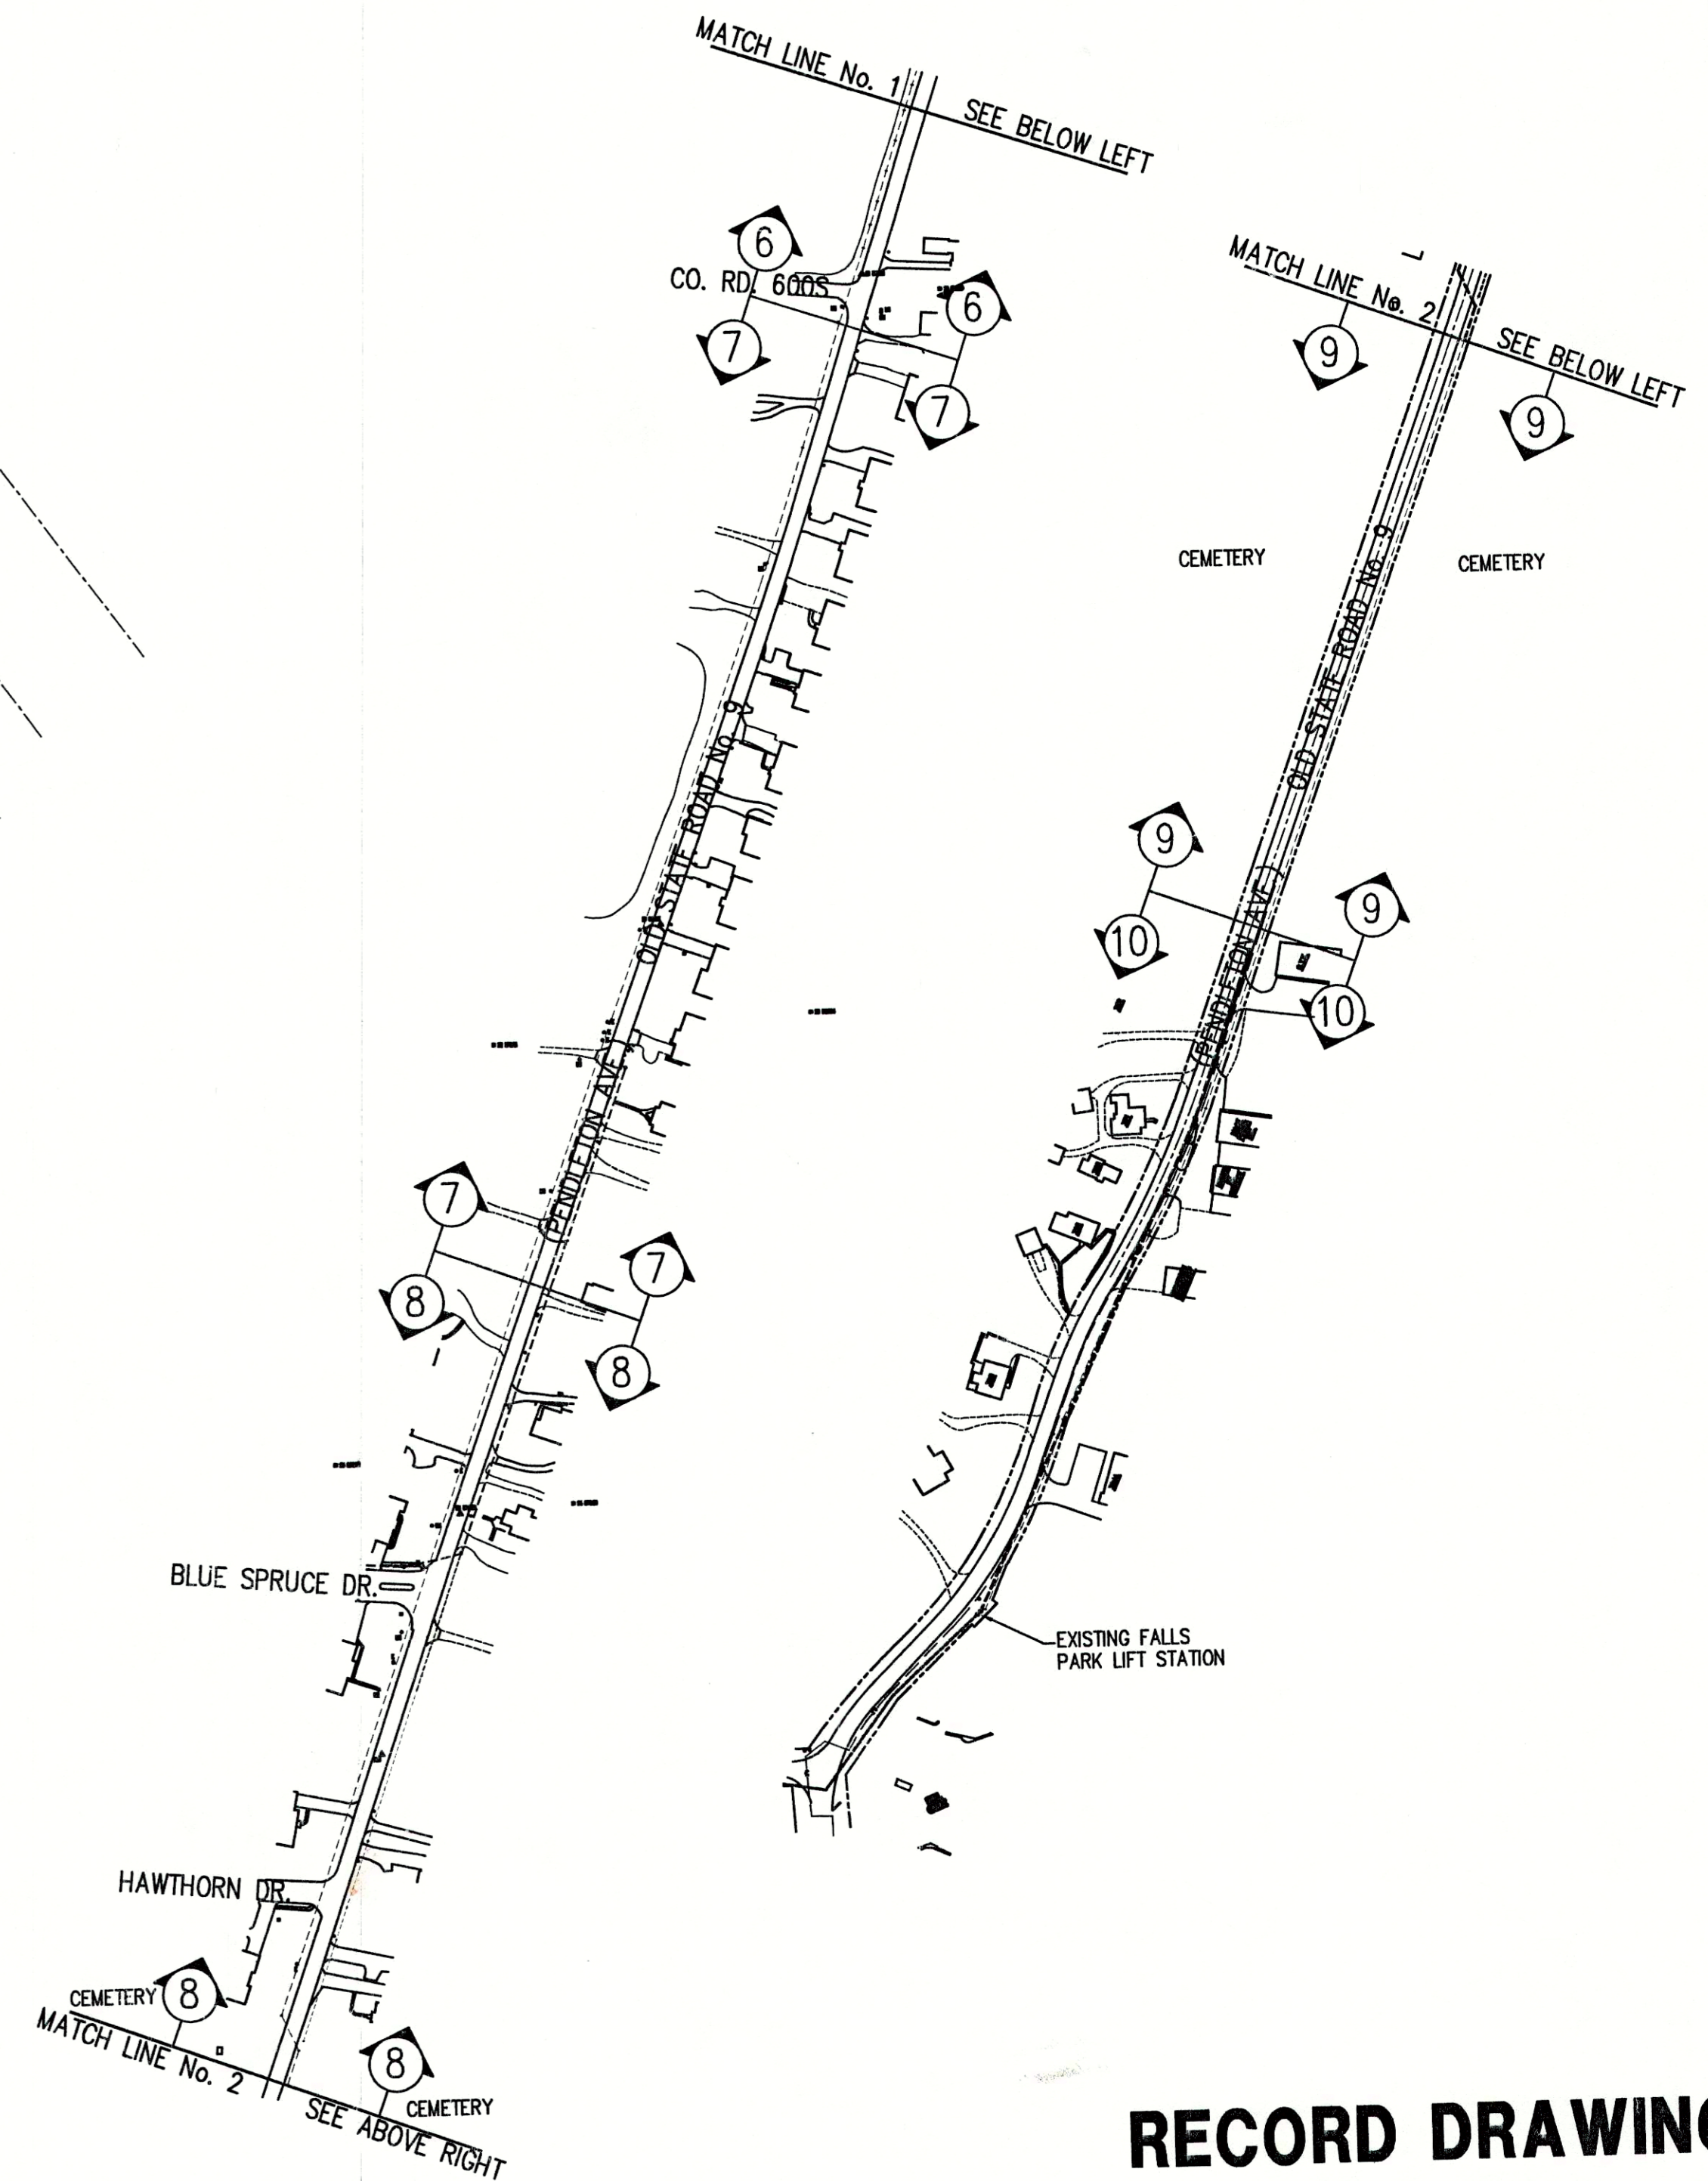 MATCH LINE No. 1
SEE BELOW LEFT
6
CO. RD. 600S
6
7
7
OLD STATE ROAD No. 9
(PENDLETON AVE)
7
7
8
8
BLUE SPRUCE DR.
HAWTHORN DR.
CEMETERY
8
MATCH LINE No. 2
8
CEMETERY
SEE ABOVE RIGHT
MATCH LINE No. 2
SEE BELOW LEFT
9
9
CEMETERY
CEMETERY
OLD STATE ROAD No. 9
(PENDLETON AVE)
9
9
10
10
EXISTING FALLS
PARK LIFT STATION
RECORD DRAWING